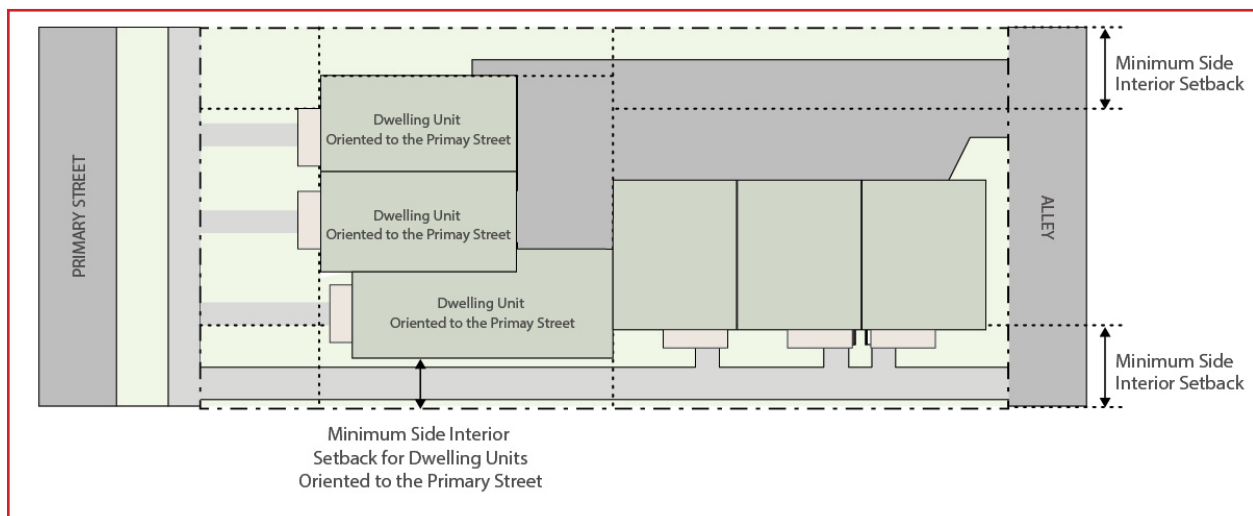 PRIMARY STREET
Dwelling Unit
Oriented to the Primay Street
Dwelling Unit
Oriented to the Primay Street
Dwelling Unit
Oriented to the Primay Street
Minimum Side Interior
Setback for Dwelling Units
Oriented to the Primary Street
ALLEY
Minimum Side
Interior Setback
Minimum Side
Interior Setback